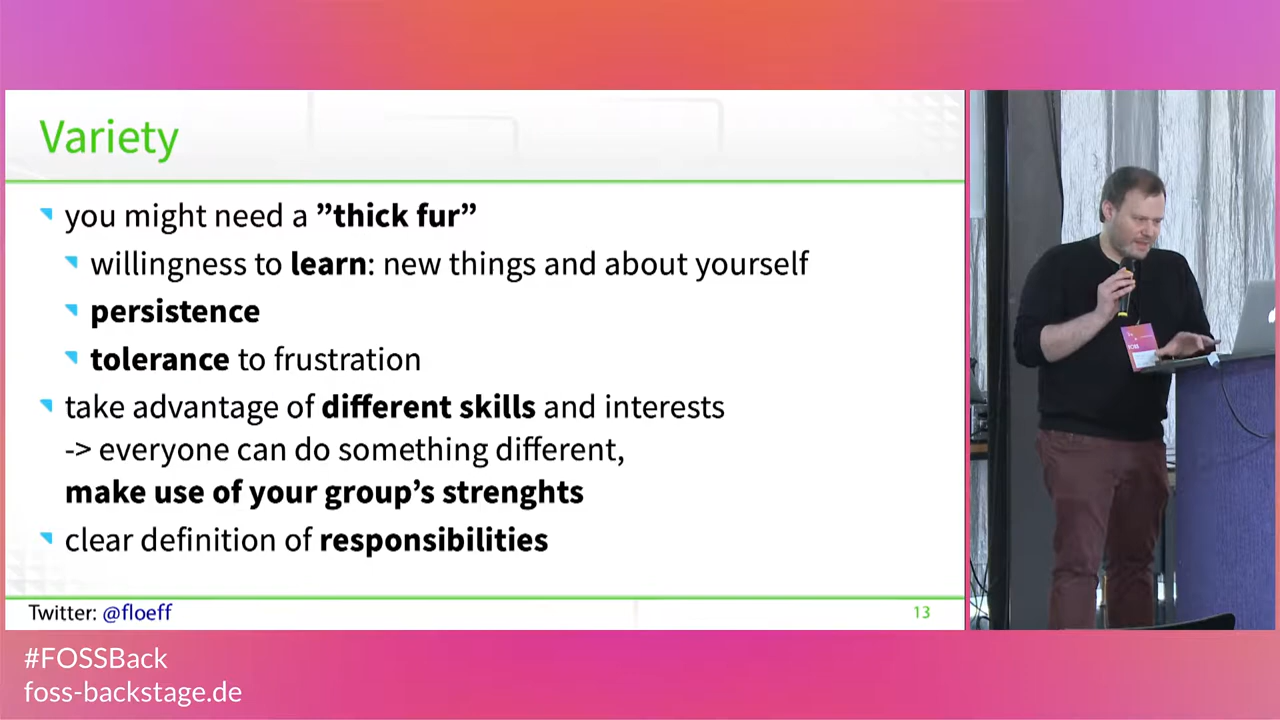 Variety
you might need a ”thick fur”
willingness to learn: new things and about yourself
persistence
tolerance to frustration
take advantage of different skills and interests
-> everyone can do something different,
make use of your group’s strenghts
clear definition of responsibilities
Twitter: @floeff
13
#FOSSBack
foss-backstage.de